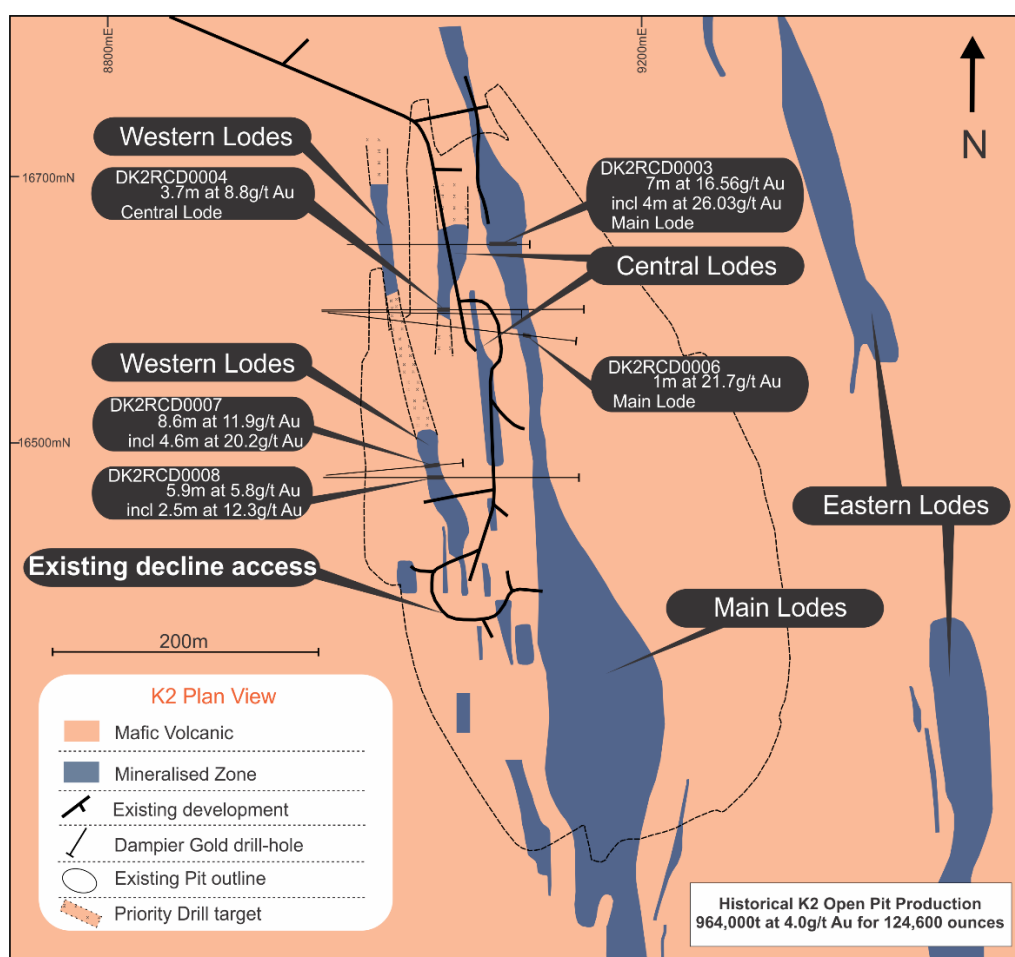 8800mE
9200mE
N
16700mN
16500mN
Western Lodes
DK2RCD0004
3.7m at 8.8g/t Au
Central Lode
DK2RCD0003
7m at 16.56g/t Au
incl 4m at 26.03g/t Au
Main Lode
Central Lodes
Western Lodes
DK2RCD0006
1m at 21.7g/t Au
Main Lode
DK2RCD0007
8.6m at 11.9g/t Au
incl 4.6m at 20.2g/t Au
DK2RCD0008
5.9m at 5.8g/t Au
incl 2.5m at 12.3g/t Au
Eastern Lodes
Existing decline access
Main Lodes
200m
K2 Plan View
Mafic Volcanic
Mineralised Zone
Existing development
Dampier Gold drill-hole
Existing Pit outline
Priority Drill target
Historical K2 Open Pit Production
964,000t at 4.0g/t Au for 124,600 ounces